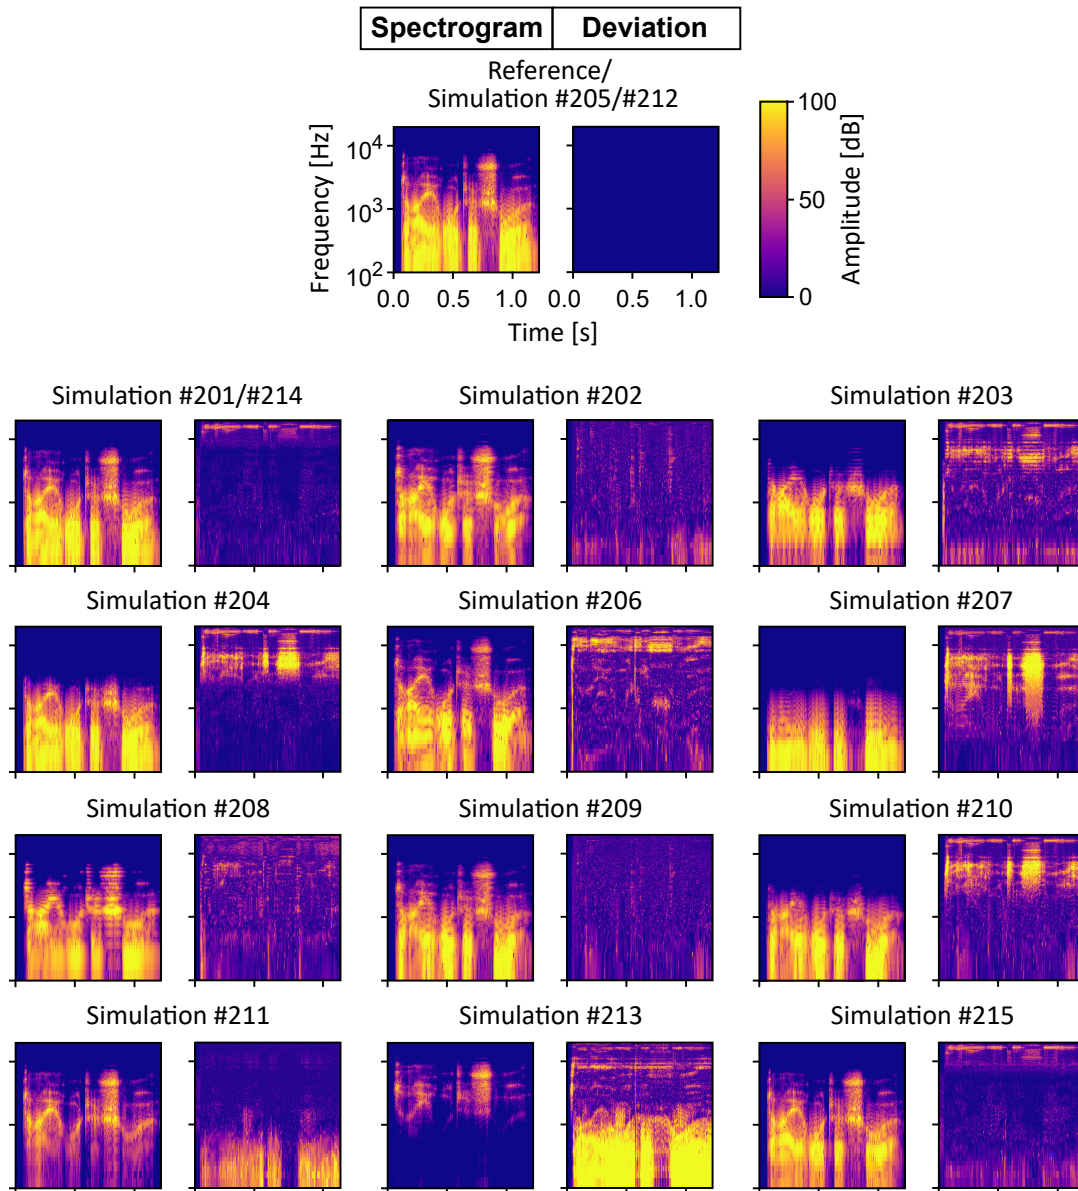 Spectrogram Deviation
Reference/
Simulation #205/#212
Frequency [Hz]
10^4
10^3
10^2
0.0 0.5 1.0 0.0 0.5 1.0
Time [s]
100
50
0
Amplitude [dB]
Simulation #201/#214 Simulation #202 Simulation #203
Simulation #204 Simulation #206 Simulation #207
Simulation #208 Simulation #209 Simulation #210
Simulation #211 Simulation #213 Simulation #215